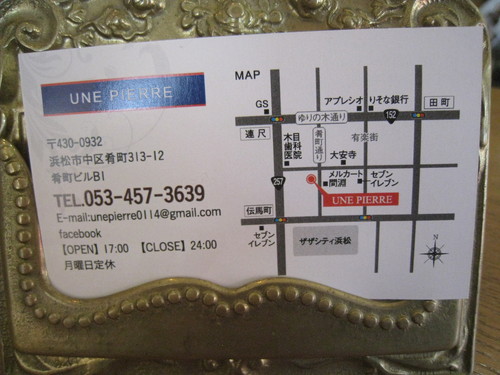 UNE PIERRE
〒430-0932
浜松市中区肴町313-12
肴町ビルB1
TEL.053-457-3639
E-mail:unepierre0114@gmail.com
facebook
【OPEN】17:00 【CLOSE】24:00
月曜日定休
MAP
GS
アプレシオ
りそな銀行
ゆりの木通り
152
田町
連尺
木目
歯科
医院
肴町通り
有楽街
大安寺
メルカート
間淵
セブン
イレブン
257
UNE PIERRE
伝馬町
セブン
イレブン
ザザシティ浜松